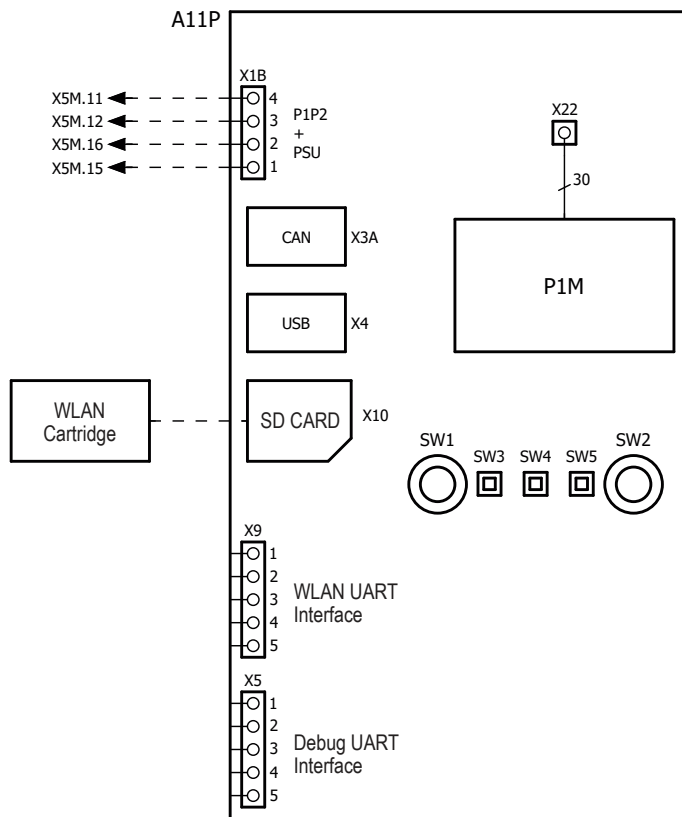 A11P
X1B
X5M.11
4
X5M.12
3
P1P2
+
PSU
X5M.16
2
X5M.15
1
X22
30
CAN
X3A
P1M
USB
X4
WLAN
Cartridge
SD CARD
X10
SW1
SW3
SW4
SW5
SW2
X9
1
2
3
4
5
WLAN UART
Interface
X5
1
2
3
4
5
Debug UART
Interface